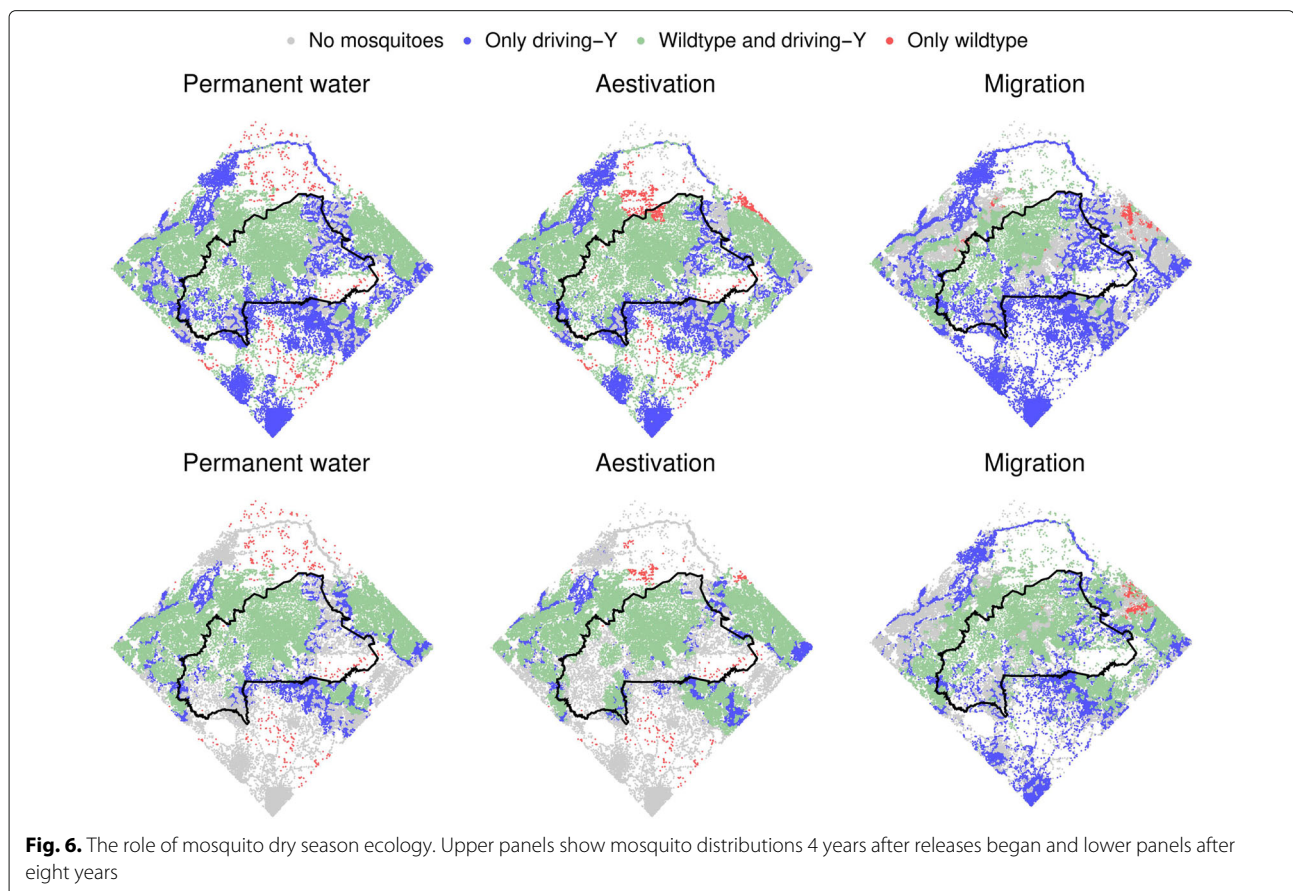 No mosquitoes • Only driving−Y • Wildtype and driving−Y • Only wildtype
Permanent water
Aestivation
Migration
Permanent water
Aestivation
Migration
Fig. 6. The role of mosquito dry season ecology. Upper panels show mosquito distributions 4 years after releases began and lower panels after
eight years